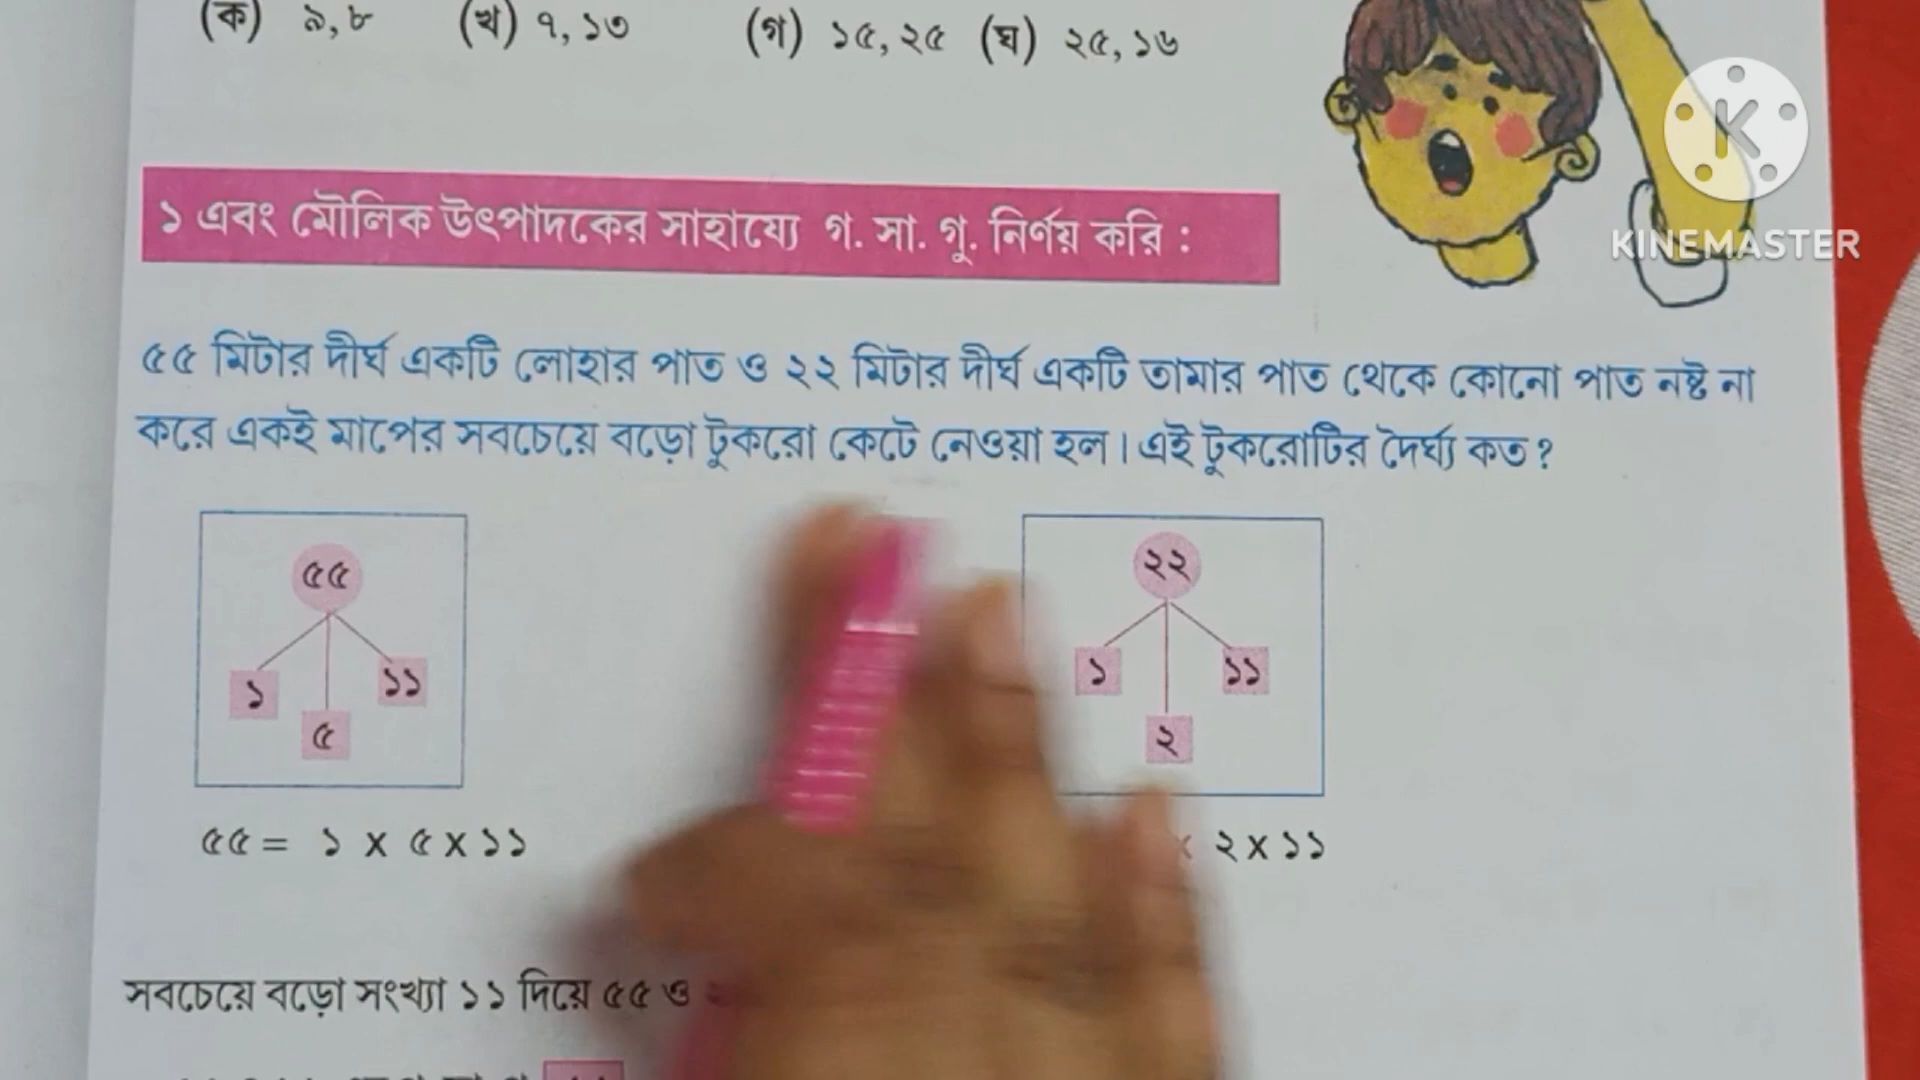 (ক) ৯, ৮ (খ) ৭, ১৩ (গ) ১৫, ২৫ (ঘ) ২৫, ১৬
K
KINEMASTER
১ এবং মৌলিক উৎপাদকের সাহায্যে গ. সা. গু. নির্ণয় করি :
৫৫ মিটার দীর্ঘ একটি লোহার পাত ও ২২ মিটার দীর্ঘ একটি তামার পাত থেকে কোনো পাত নষ্ট না
করে একই মাপের সবচেয়ে বড়ো টুকরো কেটে নেওয়া হল। এই টুকরোটির দৈর্ঘ্য কত?
৫৫
১ ১১
৫
২২
১ ১১
২
৫৫ = ১ x ৫ x ১১
x ২ x ১১
সবচেয়ে বড়ো সংখ্যা ১১ দিয়ে ৫৫ ও